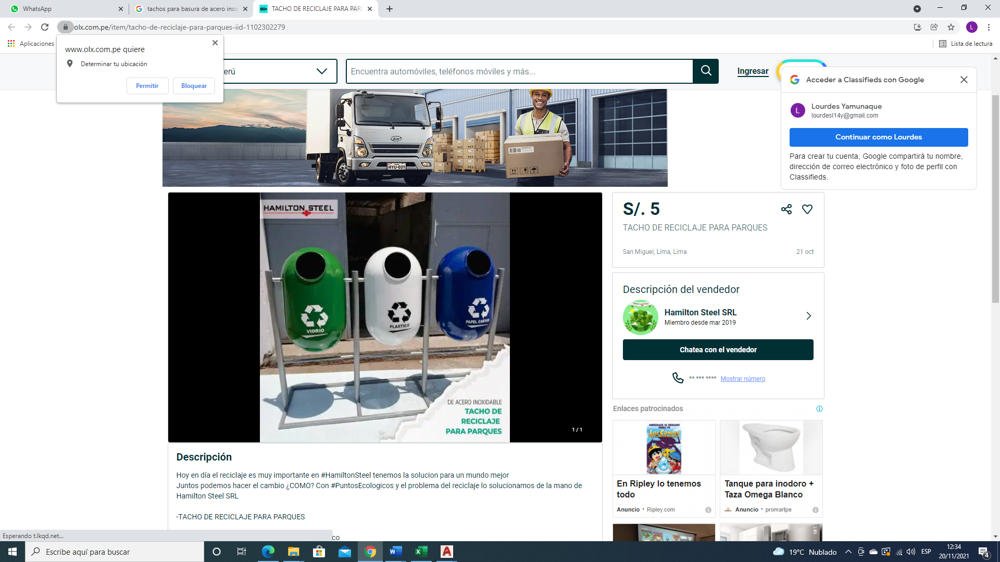 WhatsApp
tachos para basura de acero inox
TACHO DE RECICLAJE PARA PAR
olx.com.pe/item/tacho-de-reciclaje-para-parques-iid-1102302279
L
Aplicaciones
Lista de lectura
www.olx.com.pe quiere
Determinar tu ubicación
Permitir
Bloquear
erú
Encuentra automóviles, teléfonos móviles y más...
Ingresar
Acceder a Classifieds con Google
L
Lourdes Yamunaque
lourdesl14y@gmail.com
Continuar como Lourdes
Para crear tu cuenta, Google compartirá tu nombre,
dirección de correo electrónico y foto de perfil con
Classifieds.
HYU-021
HAMILTON STEEL
VIDRIO
PLASTICO
PAPEL CARTON
DE ACERO INOXIDABLE
TACHO DE
RECICLAJE
PARA PARQUES
1 / 1
S/. 5
TACHO DE RECICLAJE PARA PARQUES
San Miguel, Lima, Lima
21 oct
Descripción del vendedor
Hamilton Steel SRL
Miembro desde mar 2019
Chatea con el vendedor
** *** **** Mostrar número
Enlaces patrocinados
En Ripley lo tenemos
todo
Anuncio · Ripley.com
Tanque para inodoro +
Taza Omega Blanco
Anuncio · promartpe
Descripción
Hoy en día el reciclaje es muy importante en #HamiltonSteel tenemos la solucion para un mundo mejor
Juntos podemos hacer el cambio ¿COMO? Con #PuntosEcologicos y el problema del reciclaje lo solucionamos de la mano de
Hamilton Steel SRL
-TACHO DE RECICLAJE PARA PARQUES
co
Esperando t.lkqd.net...
Escribe aquí para buscar
19°C Nublado
ESP
12:34
20/11/2021
4